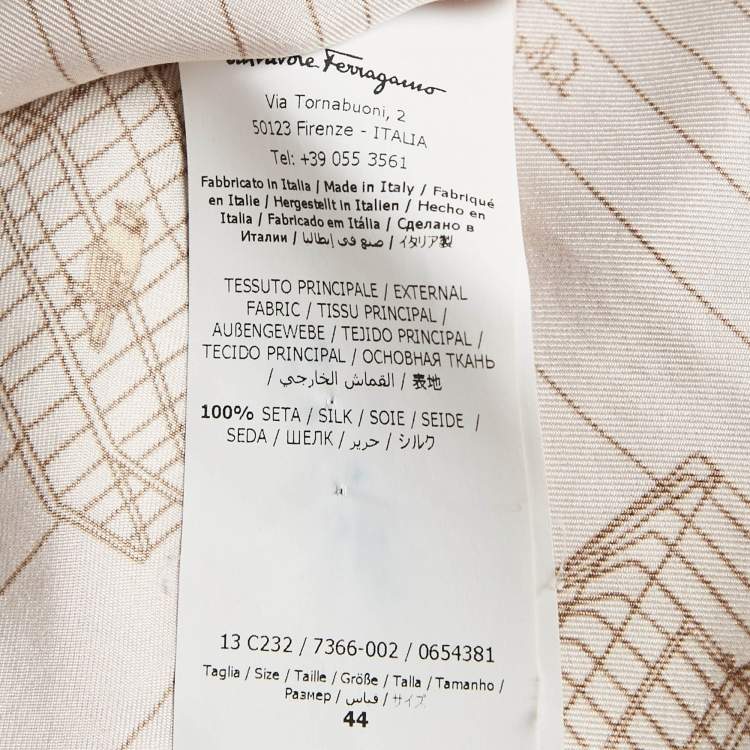 Salvatore Ferragamo
Via Tornabuoni, 2
50123 Firenze - ITALIA
Tel: +39 055 3561
Fabbricato in Italia / Made in Italy / Fabriqué
en Italie / Hergestellt in Italien / Hecho en
Italia / Fabricado em Itália / Сделано в
Италии / صنع في إيطاليا / イタリア製
TESSUTO PRINCIPALE / EXTERNAL
FABRIC / TISSU PRINCIPAL /
AUßENGEWEBE / TEJIDO PRINCIPAL /
TECIDO PRINCIPAL / ОСНОВНАЯ ТКАНЬ
/ القماش الخارجي / 表地
100% SETA / SILK / SOIE / SEIDE /
SEDA / ШЕЛК / حرير / シルク
13 C232 / 7366-002 / 0654381
Taglia / Size / Taille / Größe / Talla / Tamanho /
Размер / قياس / サイズ
44